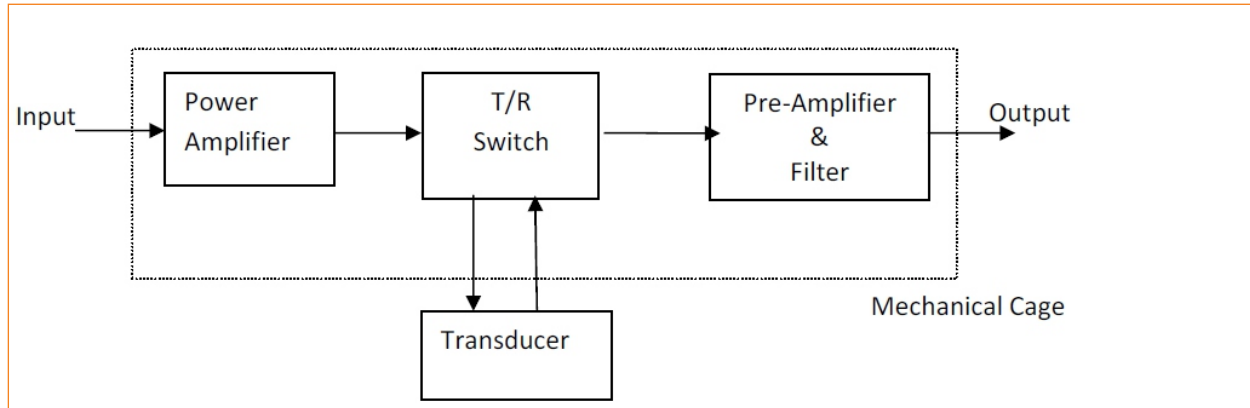 Input
Power
Amplifier
T/R
Switch
Pre-Amplifier
&
Filter
Output
Transducer
Mechanical Cage